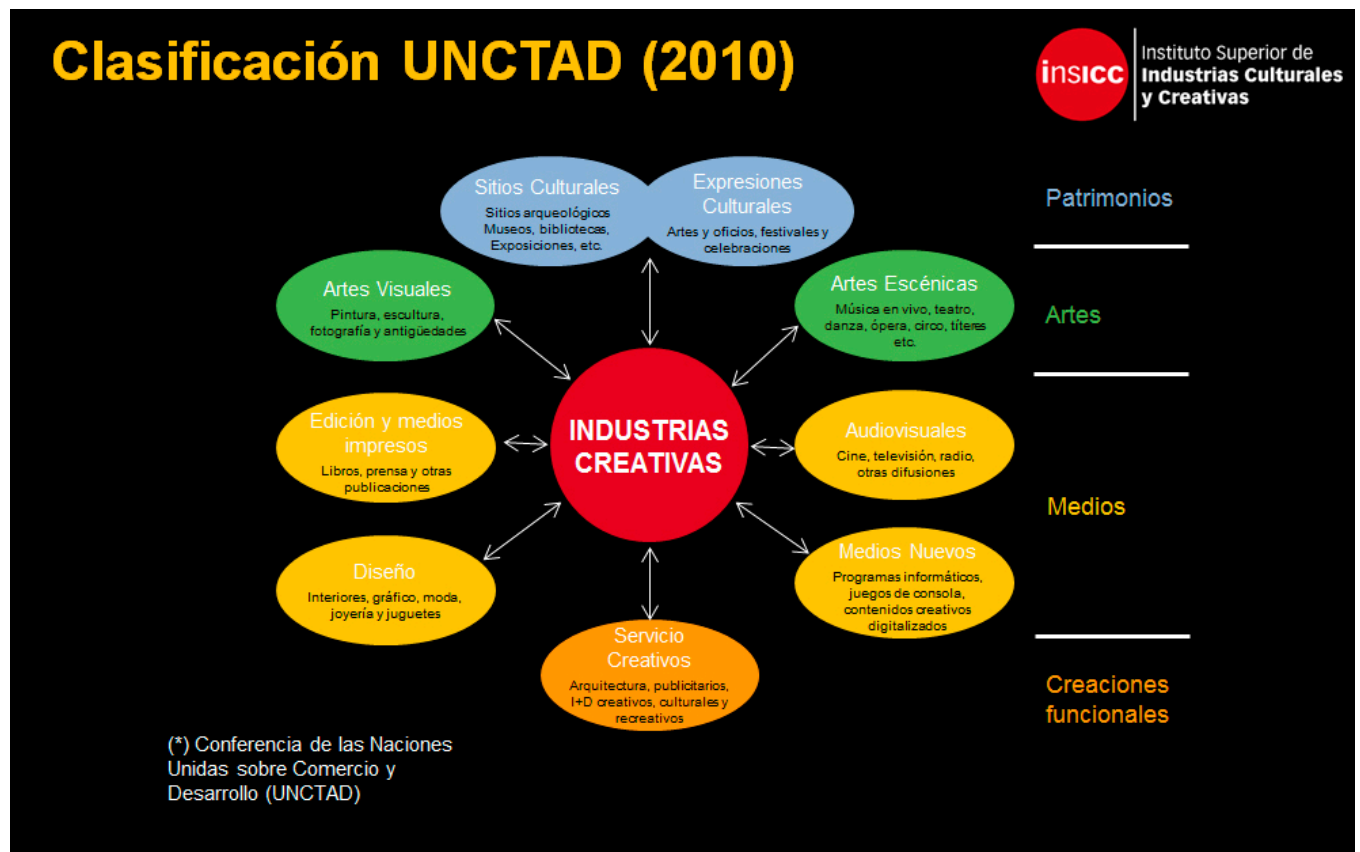 Clasificación UNCTAD (2010)
insicc
Instituto Superior de
Industrias Culturales
y Creativas
Sitios Culturales
Sitios arqueológicos
Museos, bibliotecas,
Exposiciones, etc.
Expresiones
Culturales
Artes y oficios, festivales y
celebraciones
Patrimonios
Artes Visuales
Pintura, escultura,
fotografía y antigüedades
Artes Escénicas
Música en vivo, teatro,
danza, ópera, circo, títeres
etc.
Artes
Edición y medios
impresos
Libros, prensa y otras
publicaciones
INDUSTRIAS
CREATIVAS
Audiovisuales
Cine, televisión, radio,
otras difusiones
Medios
Diseño
Interiores, gráfico, moda,
joyería y juguetes
Medios Nuevos
Programas informáticos,
juegos de consola,
contenidos creativos
digitalizados
Servicio
Creativos
Arquitectura, publicitarios,
I+D creativos, culturales y
recreativos
Creaciones
funcionales
(*) Conferencia de las Naciones
Unidas sobre Comercio y
Desarrollo (UNCTAD)